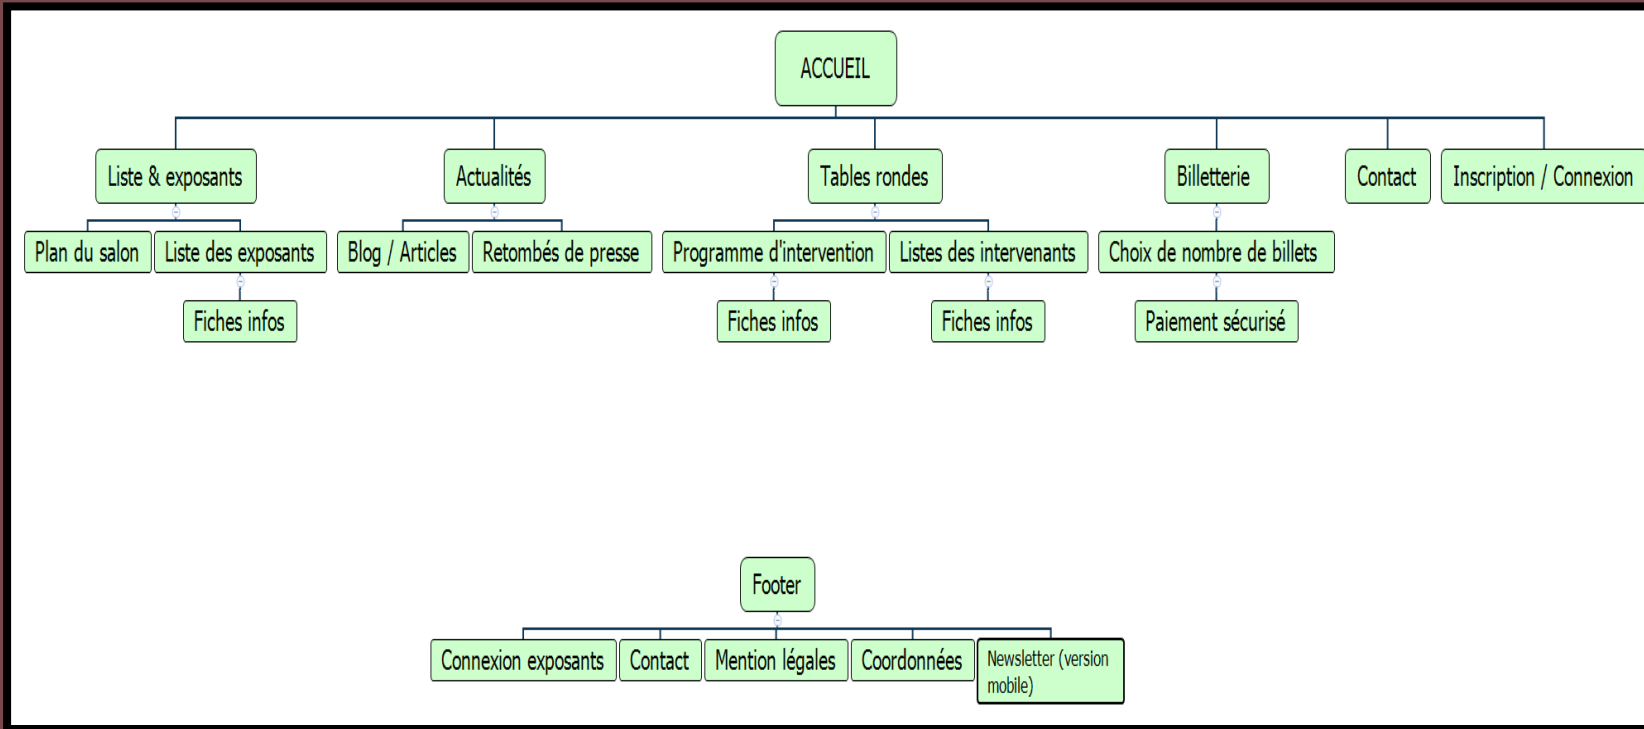 ACCUEIL
Liste & exposants
Actualités
Tables rondes
Billetterie
Contact
Inscription / Connexion
Plan du salon
Liste des exposants
Blog / Articles
Retombés de presse
Programme d'intervention
Listes des intervenants
Choix de nombre de billets
Fiches infos
Fiches infos
Fiches infos
Paiement sécurisé
Footer
Connexion exposants
Contact
Mention légales
Coordonnées
Newsletter (version
mobile)